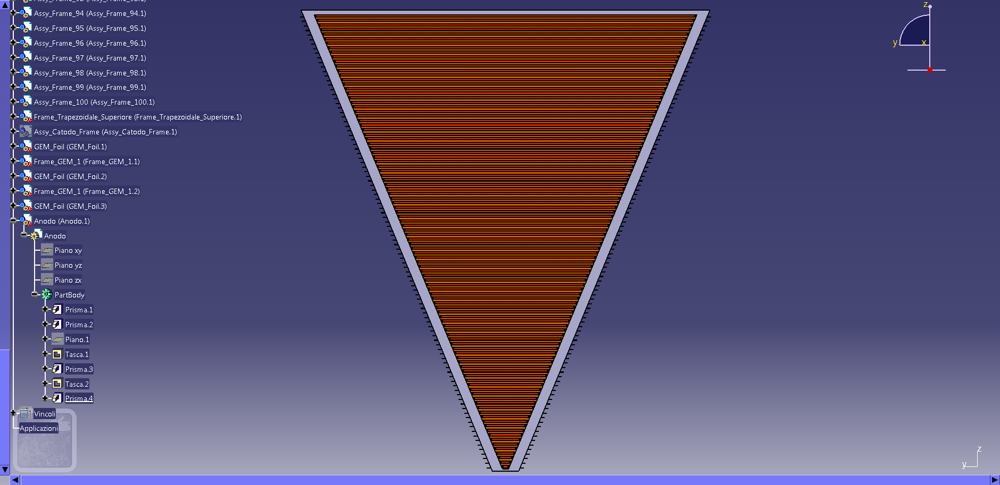 Assy_Frame_94 (Assy_Frame_94.1)
Assy_Frame_95 (Assy_Frame_95.1)
Assy_Frame_96 (Assy_Frame_96.1)
Assy_Frame_97 (Assy_Frame_97.1)
Assy_Frame_98 (Assy_Frame_98.1)
Assy_Frame_99 (Assy_Frame_99.1)
Assy_Frame_100 (Assy_Frame_100.1)
Frame_Trapezoidale_Superiore (Frame_Trapezoidale_Superiore.1)
Assy_Catodo_Frame (Assy_Catodo_Frame.1)
GEM_Foil (GEM_Foil.1)
Frame_GEM_1 (Frame_GEM_1.1)
GEM_Foil (GEM_Foil.2)
Frame_GEM_1 (Frame_GEM_1.2)
GEM_Foil (GEM_Foil.3)
Anodo (Anodo.1)
Anodo
Piano xy
Piano yz
Piano zx
PartBody
Prisma.1
Prisma.2
Piano.1
Tasca.1
Prisma.3
Tasca.2
Prisma.4
Vincoli
Applicazioni
z
y x
z
y